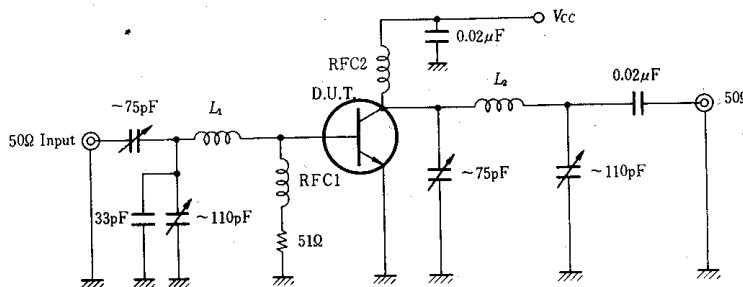 Vcc
0.02μF
RFC2
L₂
0.02μF
D.U.T.
~75pF
L₁
50Ω Input
50Ω
RFC1
~75pF
~110pF
33pF
~110pF
51Ω